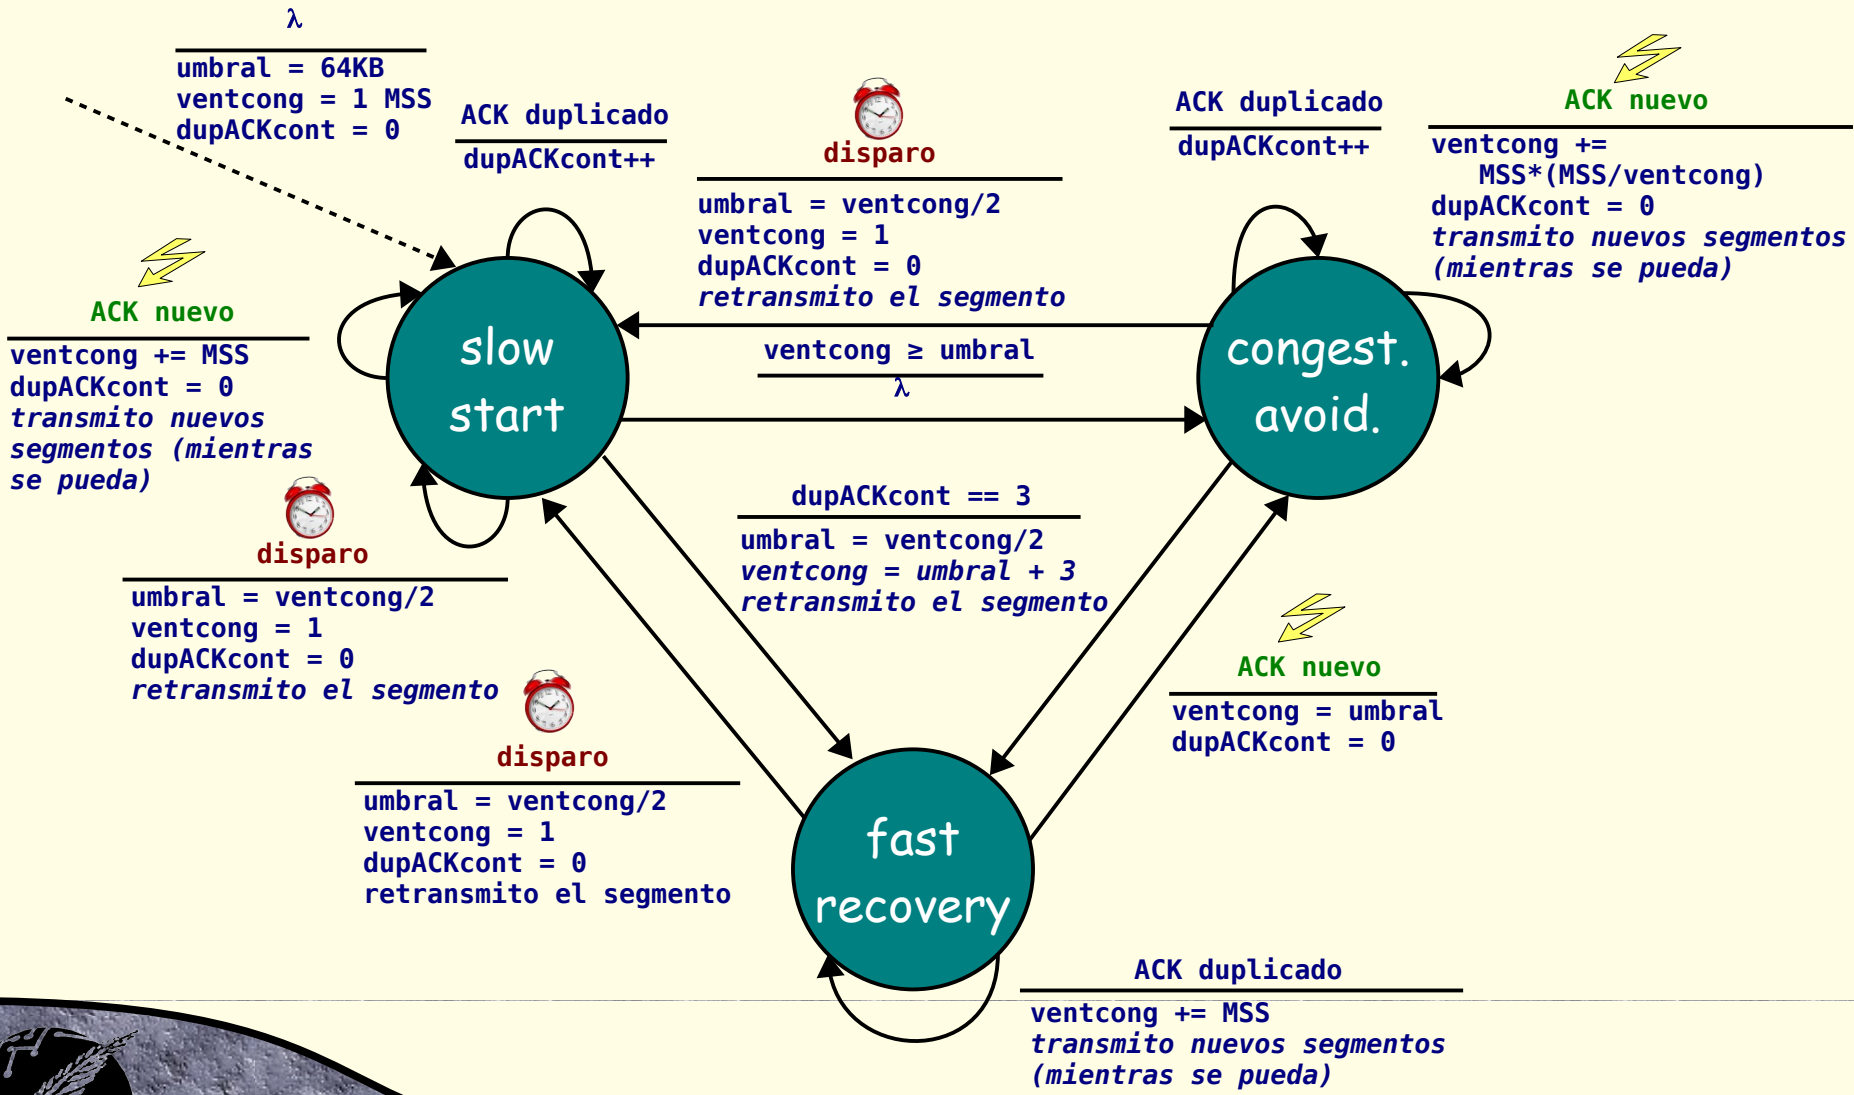 λ
umbral = 64KB
ventcong = 1 MSS
dupACKcont = 0
ACK duplicado
dupACKcont++
disparo
umbral = ventcong/2
ventcong = 1
dupACKcont = 0
retransmito el segmento
ACK duplicado
dupACKcont++
ACK nuevo
ventcong +=
MSS*(MSS/ventcong)
dupACKcont = 0
transmito nuevos segmentos
(mientras se pueda)
ACK nuevo
ventcong += MSS
dupACKcont = 0
transmito nuevos
segmentos (mientras
se pueda)
slow
start
ventcong ≥ umbral
λ
congest.
avoid.
disparo
umbral = ventcong/2
ventcong = 1
dupACKcont = 0
retransmito el segmento
dupACKcont == 3
umbral = ventcong/2
ventcong = umbral + 3
retransmito el segmento
ACK nuevo
ventcong = umbral
dupACKcont = 0
disparo
umbral = ventcong/2
ventcong = 1
dupACKcont = 0
retransmito el segmento
fast
recovery
ACK duplicado
ventcong += MSS
transmito nuevos segmentos
(mientras se pueda)